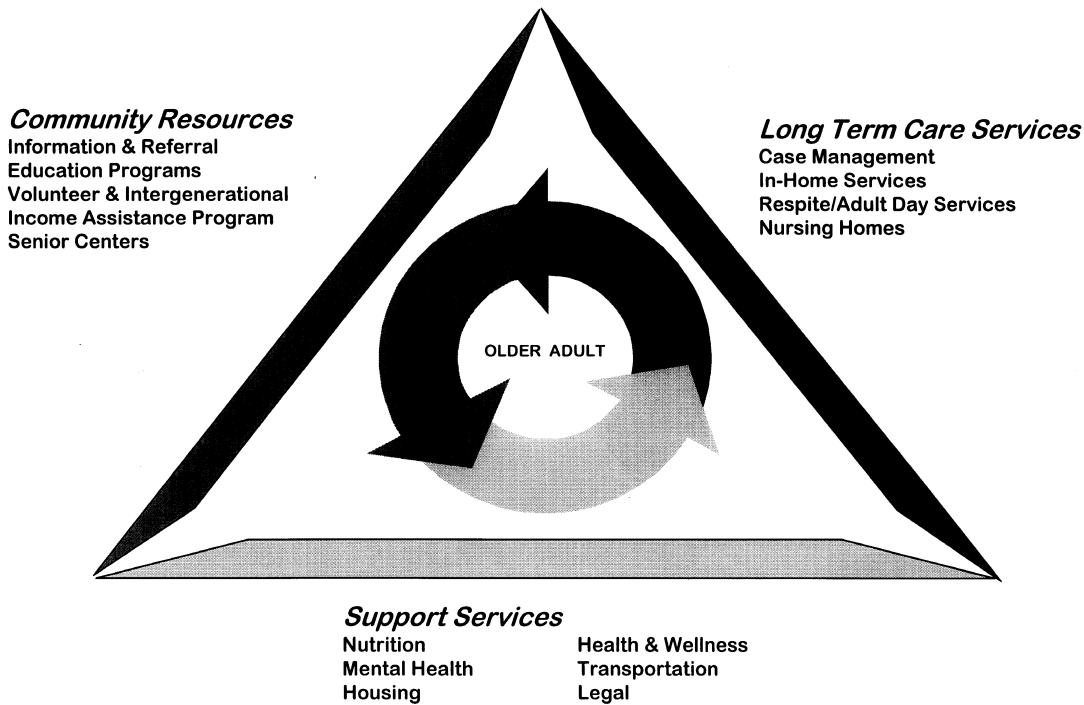 Community Resources
Information & Referral
Education Programs
Volunteer & Intergenerational
Income Assistance Program
Senior Centers
Long Term Care Services
Case Management
In-Home Services
Respite/Adult Day Services
Nursing Homes
OLDER ADULT
Support Services
Nutrition
Mental Health
Housing
Health & Wellness
Transportation
Legal